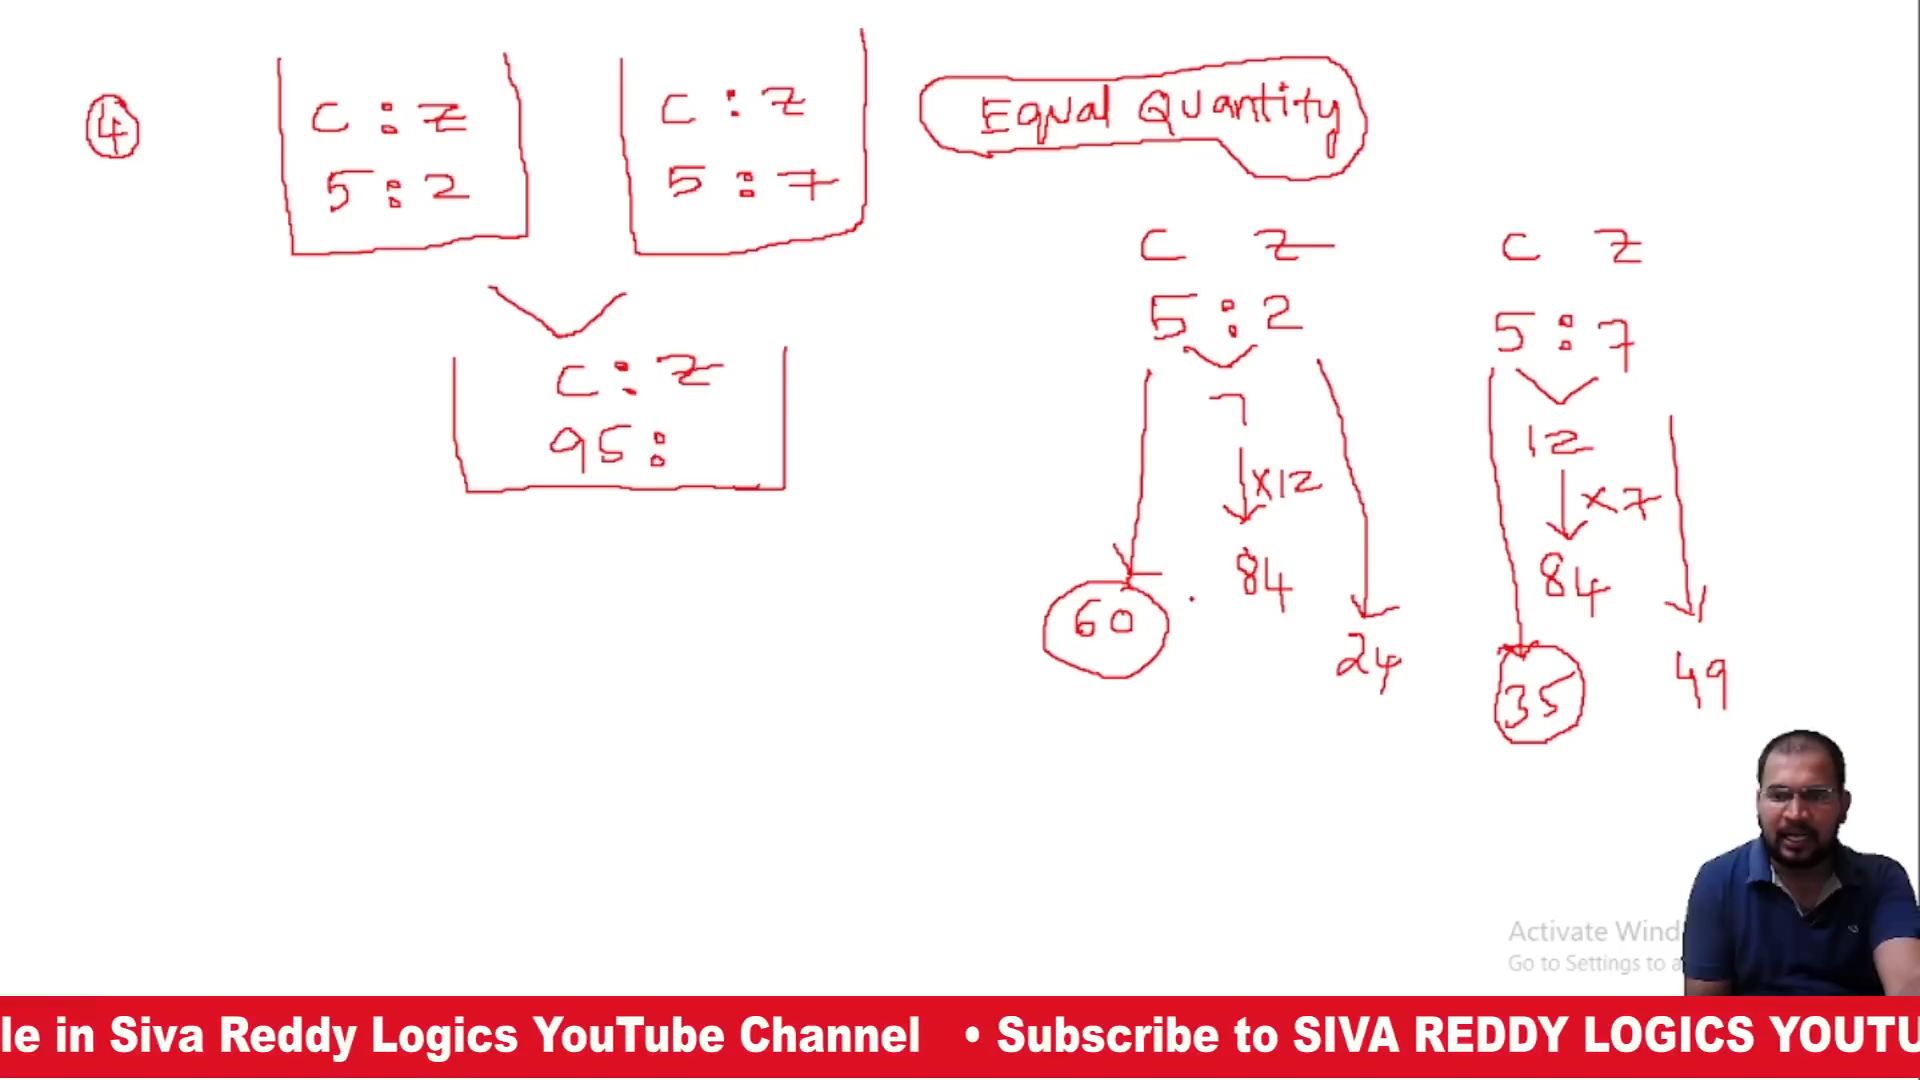 4
C : Z
5 : 2
C : Z
5 : 7
Equal Quantity
C : Z
95 :
C Z
5 : 2
7
×12
84
60
24
C Z
5 : 7
12
×7
84
35
49
Activate Wind
Go to Settings to a
le in Siva Reddy Logics YouTube Channel • Subscribe to SIVA REDDY LOGICS YOUTU